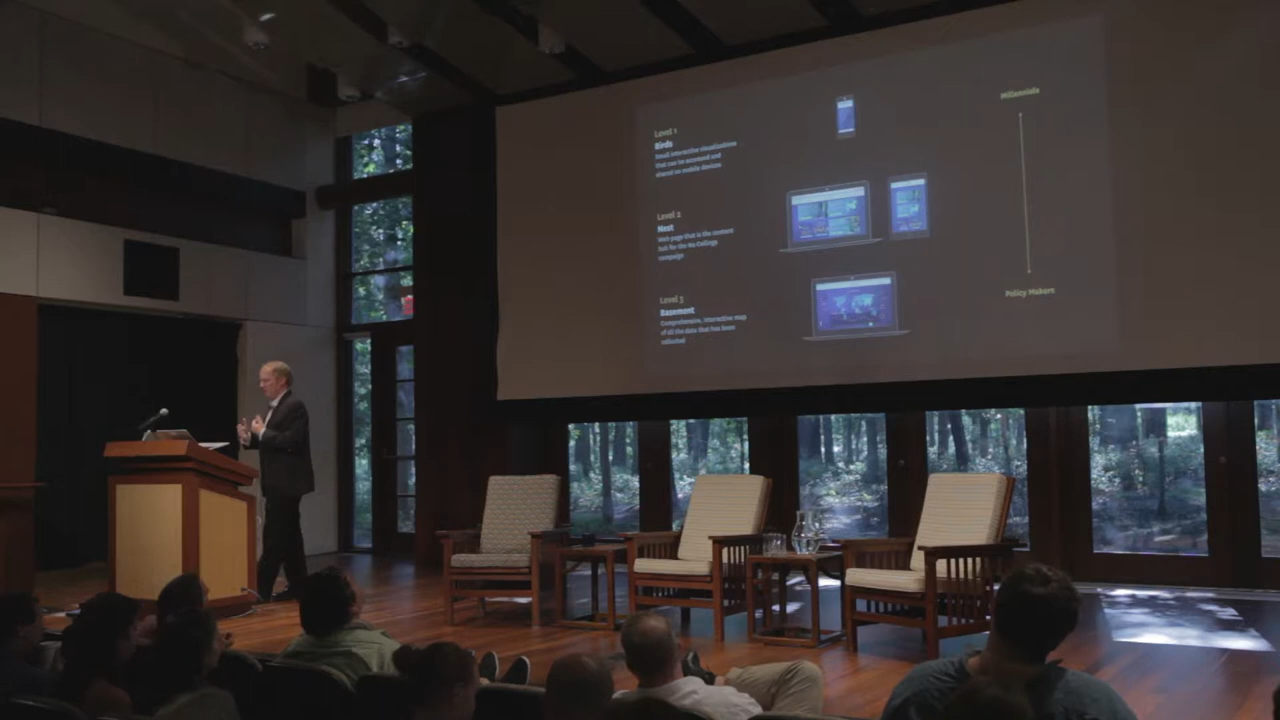 Level 1
Birds
Small interactive visualizations
that can be accessed and
shared on mobile devices
Level 2
Nest
Web page that is the content
hub for the No Ceilings
campaign
Level 3
Basement
Comprehensive, interactive map
of all the data that has been
collected
Millennials
Policy Makers